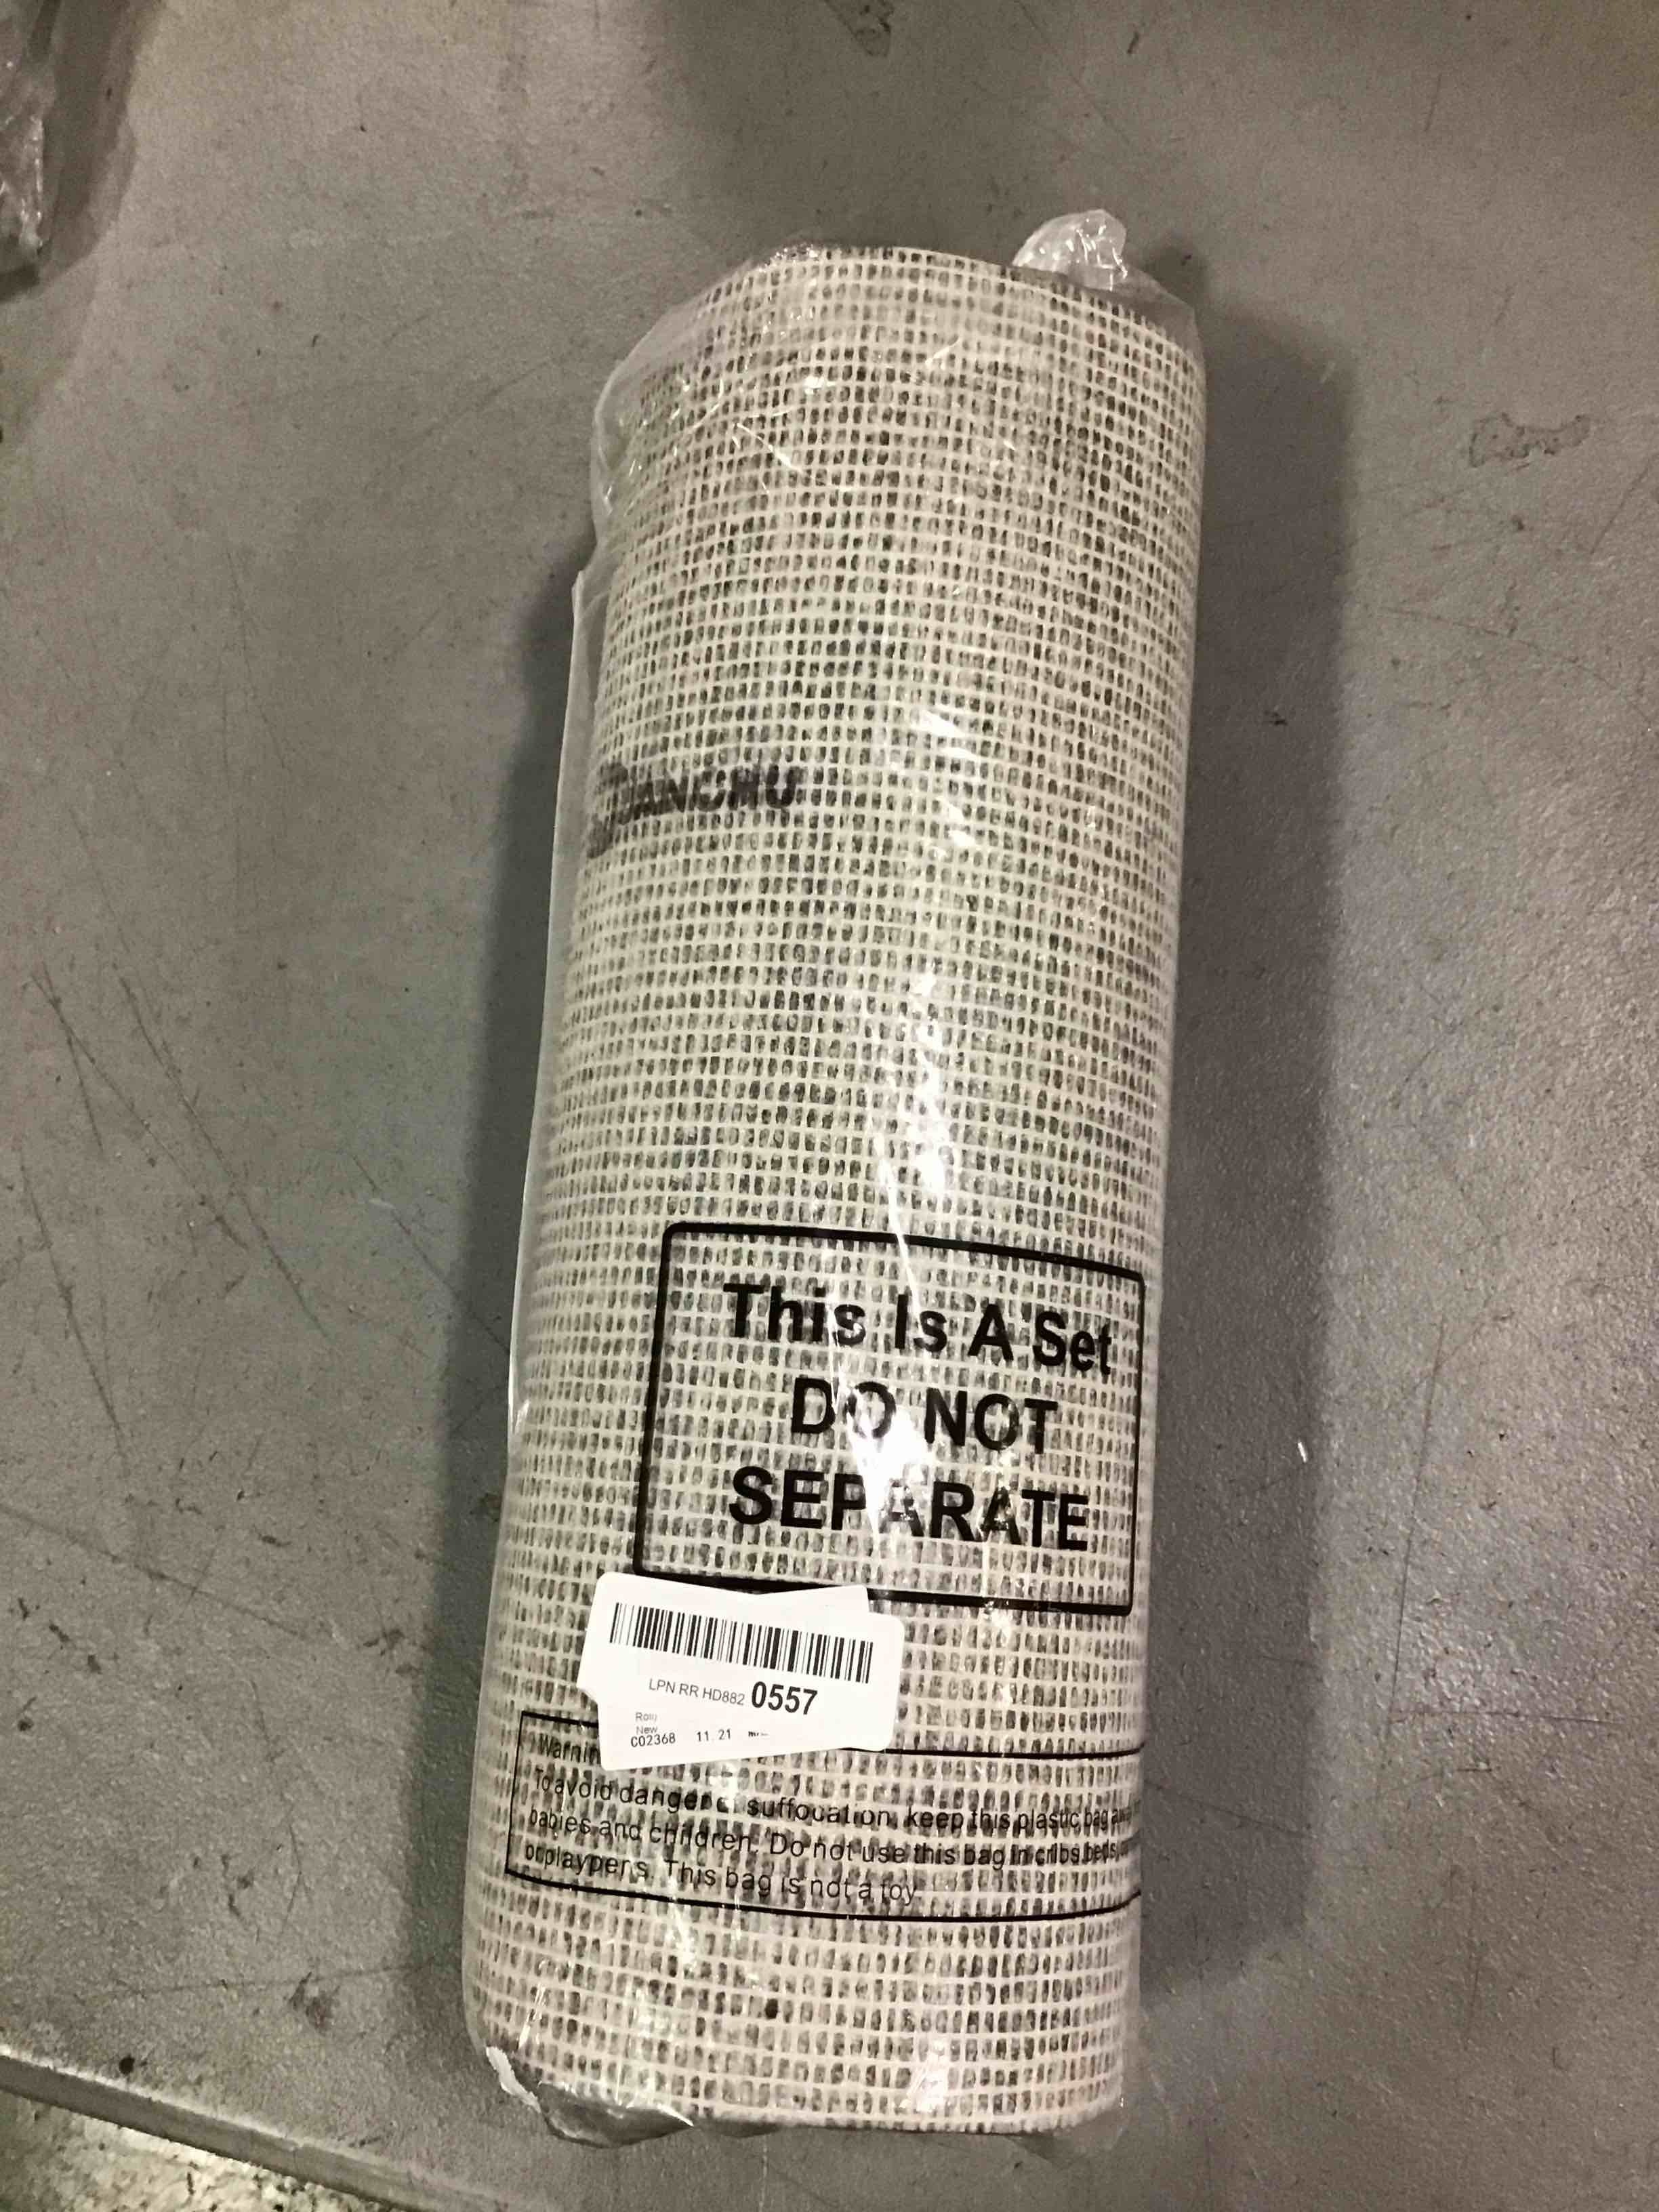 This Is A Set
DO NOT
SEPARATE
LPN RR HD882 0557
New
C02368 11.21
Warnin
To avoid danger of suffocation, keep this plastic bag
babies and children. Do not use this bag in cribs, beds,
or playpens. This bag is not a toy